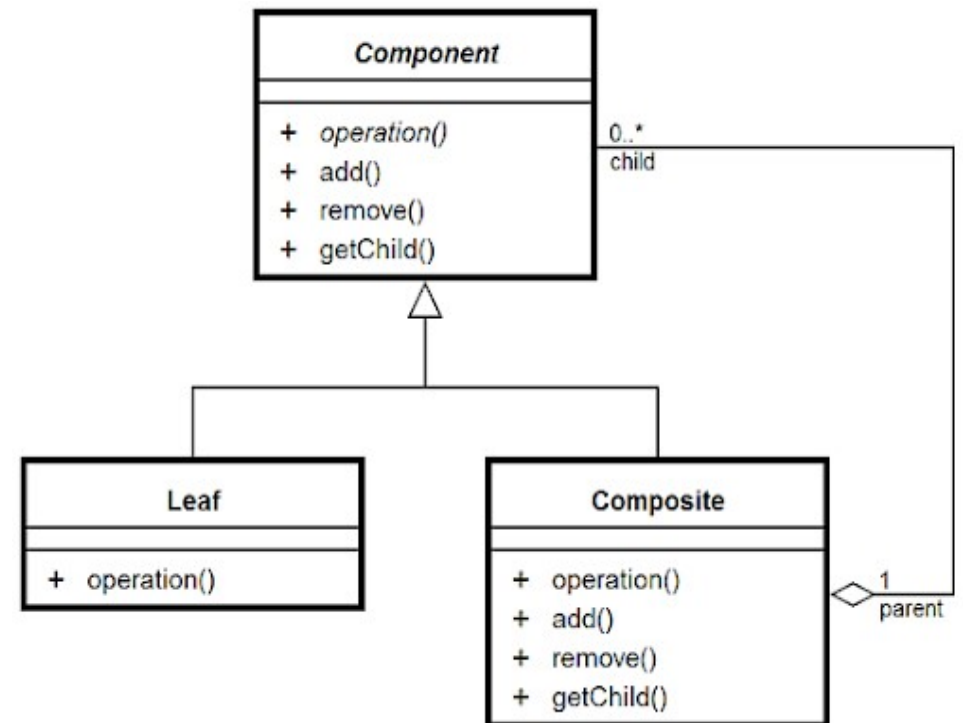 Component
+ operation()
+ add()
+ remove()
+ getChild()
0..*
child
Leaf
+ operation()
Composite
+ operation()
+ add()
+ remove()
+ getChild()
1
parent